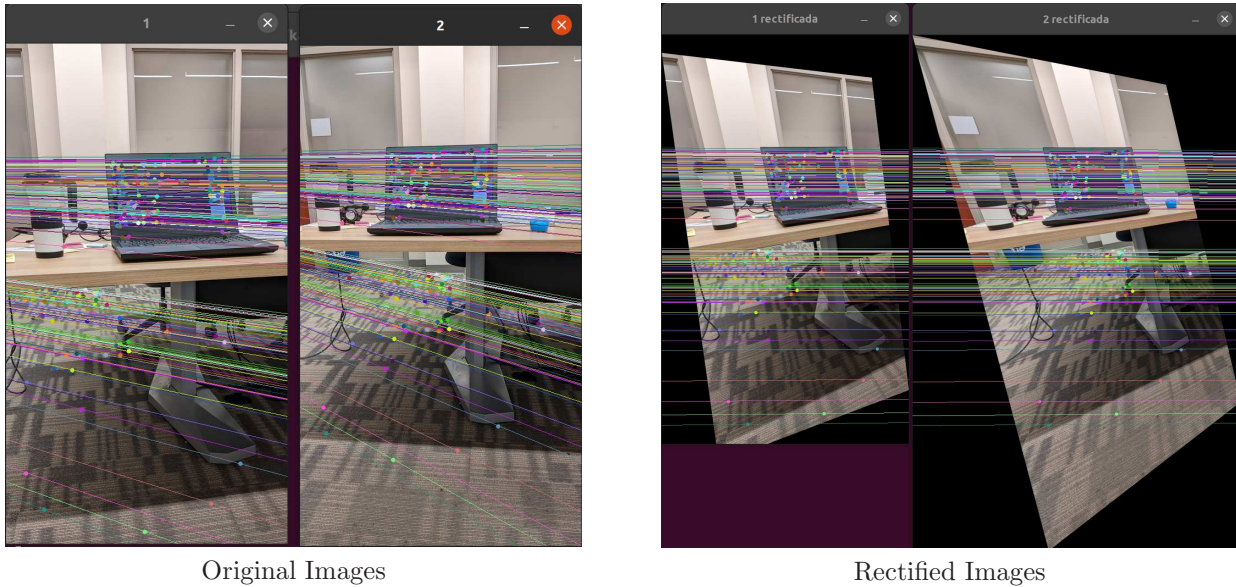 1
k
2
1 rectificada
2 rectificada
Original Images
Rectified Images